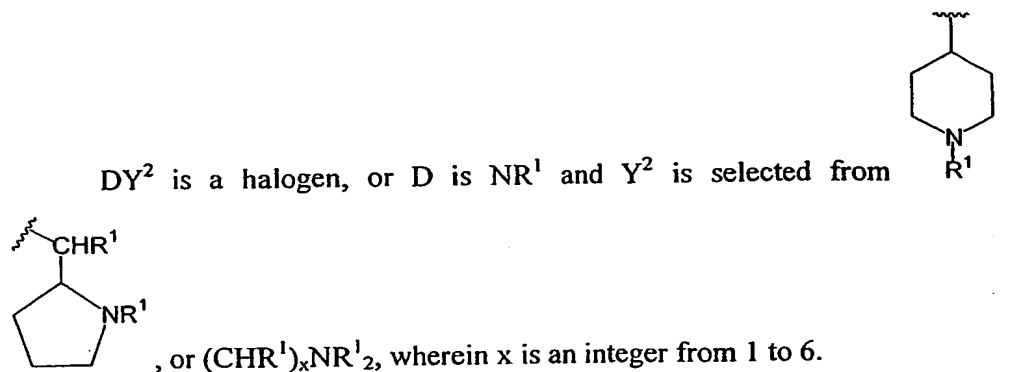 N
R¹
DY² is a halogen, or D is NR¹ and Y² is selected from
CHR¹
NR¹
, or (CHR¹)ₓNR¹₂, wherein x is an integer from 1 to 6.